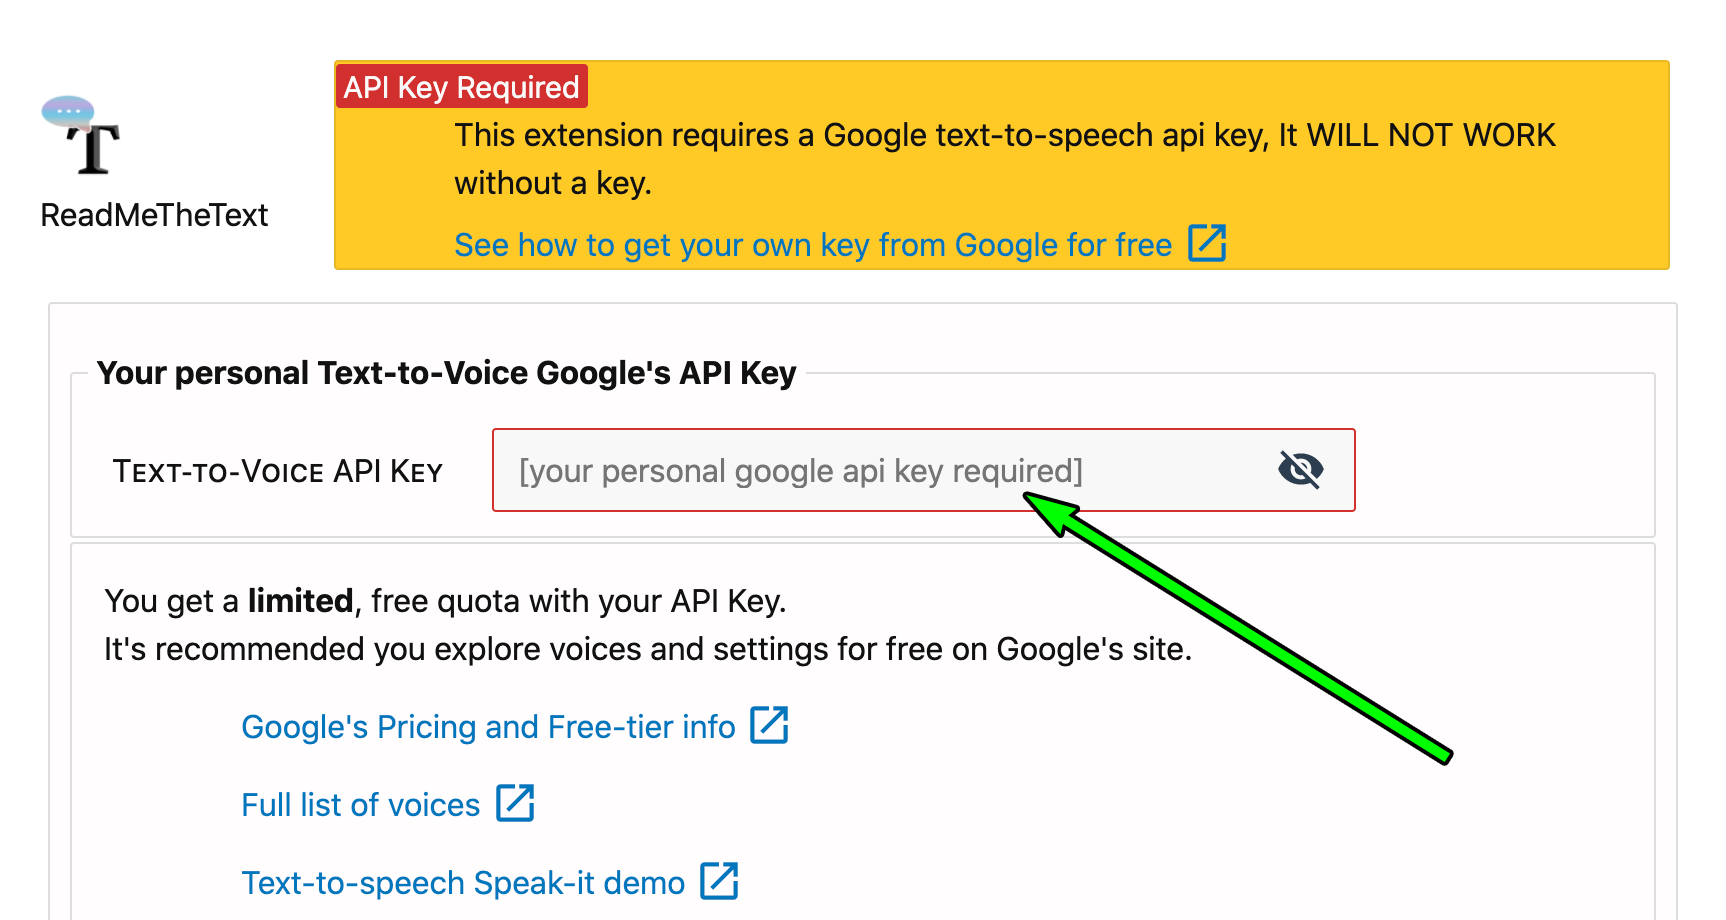 API Key Required
This extension requires a Google text-to-speech api key, It WILL NOT WORK
without a key.
See how to get your own key from Google for free
T
ReadMeTheText
Your personal Text-to-Voice Google's API Key
Text-to-Voice API Key
[your personal google api key required]
You get a limited, free quota with your API Key.
It's recommended you explore voices and settings for free on Google's site.
Google's Pricing and Free-tier info
Full list of voices
Text-to-speech Speak-it demo